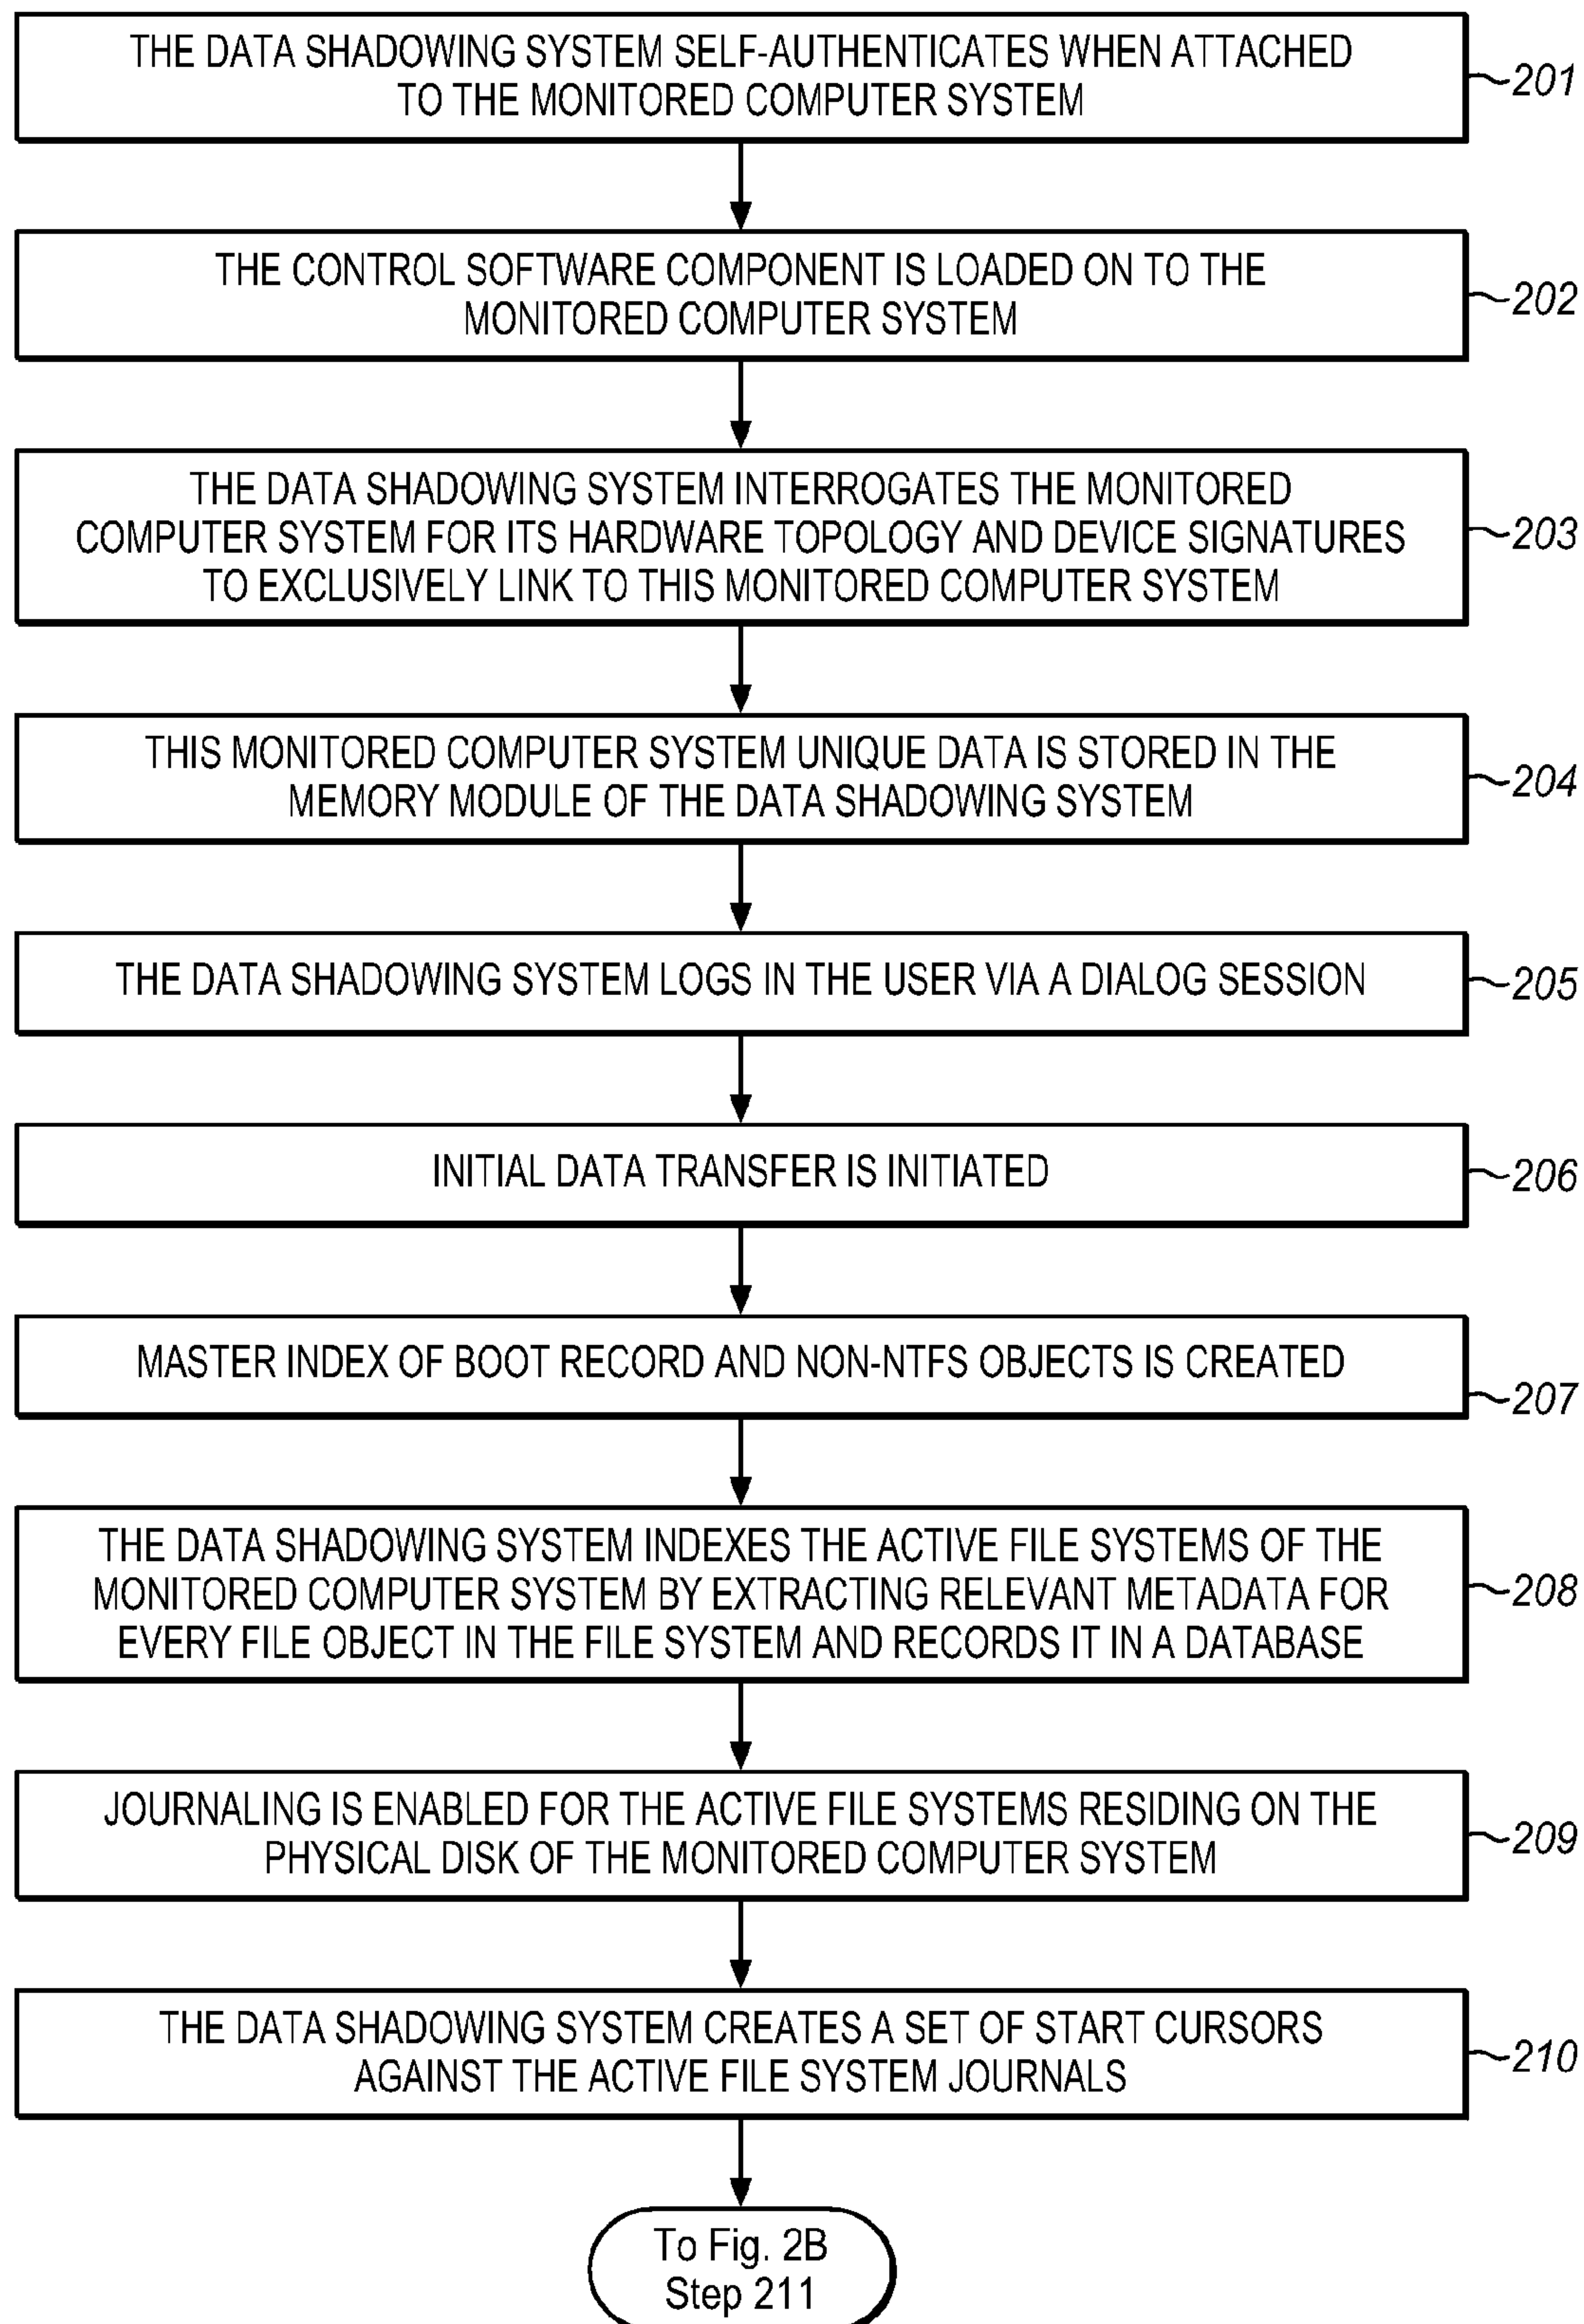 THE DATA SHADOWING SYSTEM SELF-AUTHENTICATES WHEN ATTACHED
TO THE MONITORED COMPUTER SYSTEM
201
THE CONTROL SOFTWARE COMPONENT IS LOADED ON TO THE
MONITORED COMPUTER SYSTEM
202
THE DATA SHADOWING SYSTEM INTERROGATES THE MONITORED
COMPUTER SYSTEM FOR ITS HARDWARE TOPOLOGY AND DEVICE SIGNATURES
TO EXCLUSIVELY LINK TO THIS MONITORED COMPUTER SYSTEM
203
THIS MONITORED COMPUTER SYSTEM UNIQUE DATA IS STORED IN THE
MEMORY MODULE OF THE DATA SHADOWING SYSTEM
204
THE DATA SHADOWING SYSTEM LOGS IN THE USER VIA A DIALOG SESSION
205
INITIAL DATA TRANSFER IS INITIATED
206
MASTER INDEX OF BOOT RECORD AND NON-NTFS OBJECTS IS CREATED
207
THE DATA SHADOWING SYSTEM INDEXES THE ACTIVE FILE SYSTEMS OF THE
MONITORED COMPUTER SYSTEM BY EXTRACTING RELEVANT METADATA FOR
EVERY FILE OBJECT IN THE FILE SYSTEM AND RECORDS IT IN A DATABASE
208
JOURNALING IS ENABLED FOR THE ACTIVE FILE SYSTEMS RESIDING ON THE
PHYSICAL DISK OF THE MONITORED COMPUTER SYSTEM
209
THE DATA SHADOWING SYSTEM CREATES A SET OF START CURSORS
AGAINST THE ACTIVE FILE SYSTEM JOURNALS
210
To Fig. 2B
Step 211